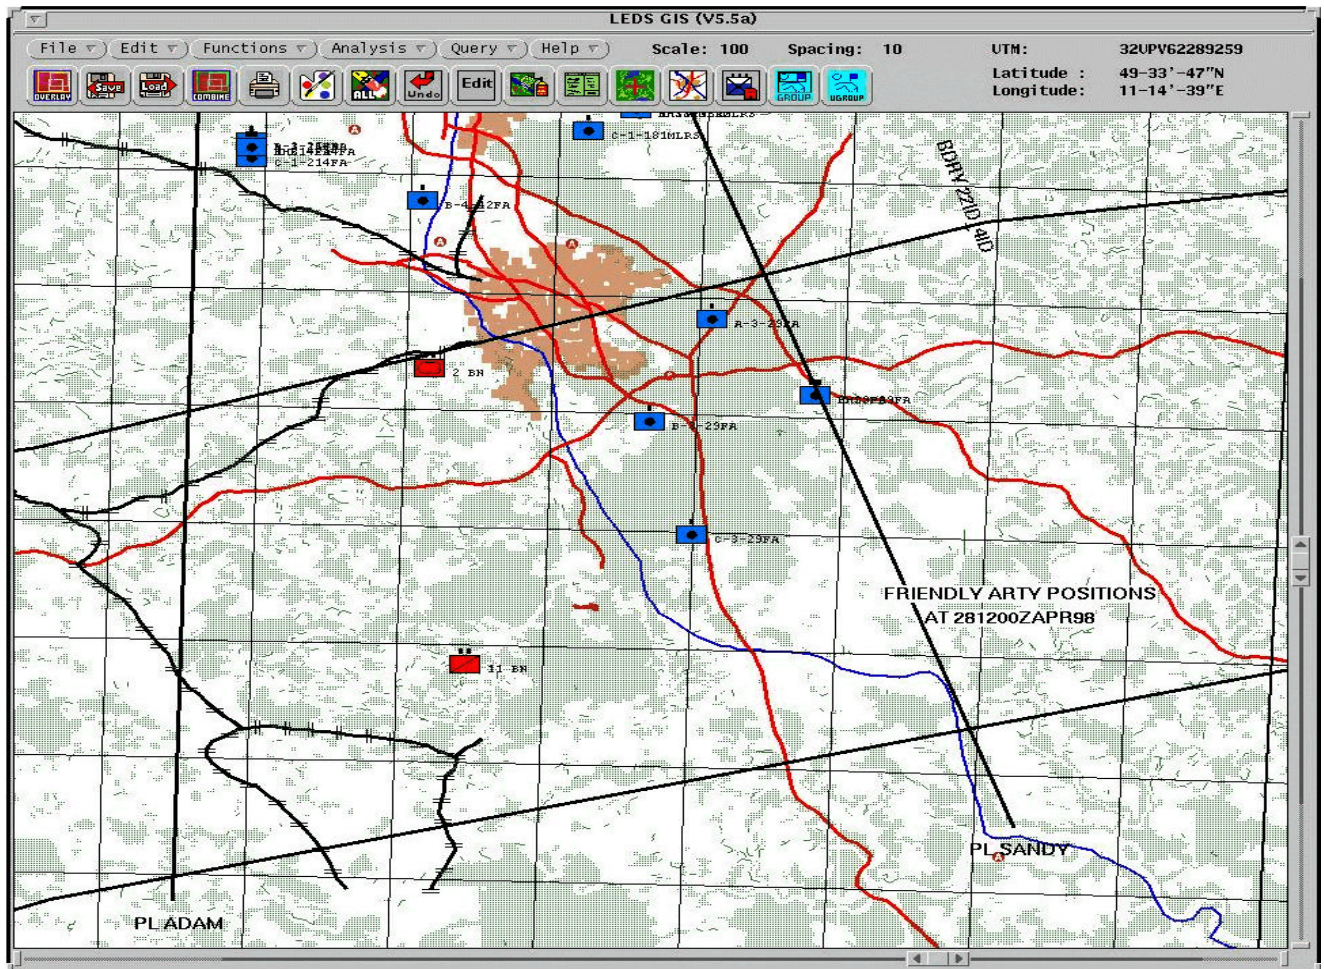 LEDS GIS (V5.5a)
File Edit Functions Analysis Query Help Scale: 100 Spacing: 10 UTM: 32UPV62289259
Latitude : 49-33'-47"N
Longitude: 11-14'-39"E
OVERLAY Save Load COMBINE ALL Undo Edit GROUP UGROUP
C-1-181MLRS
C-1-214FA
BDRY 22ID 4ID
A-3-29FA
2 BN
B-3-29FA
C-3-29FA
FRIENDLY ARTY POSITIONS
AT 281200ZAPR98
11 BN
PL SANDY
PL ADAM